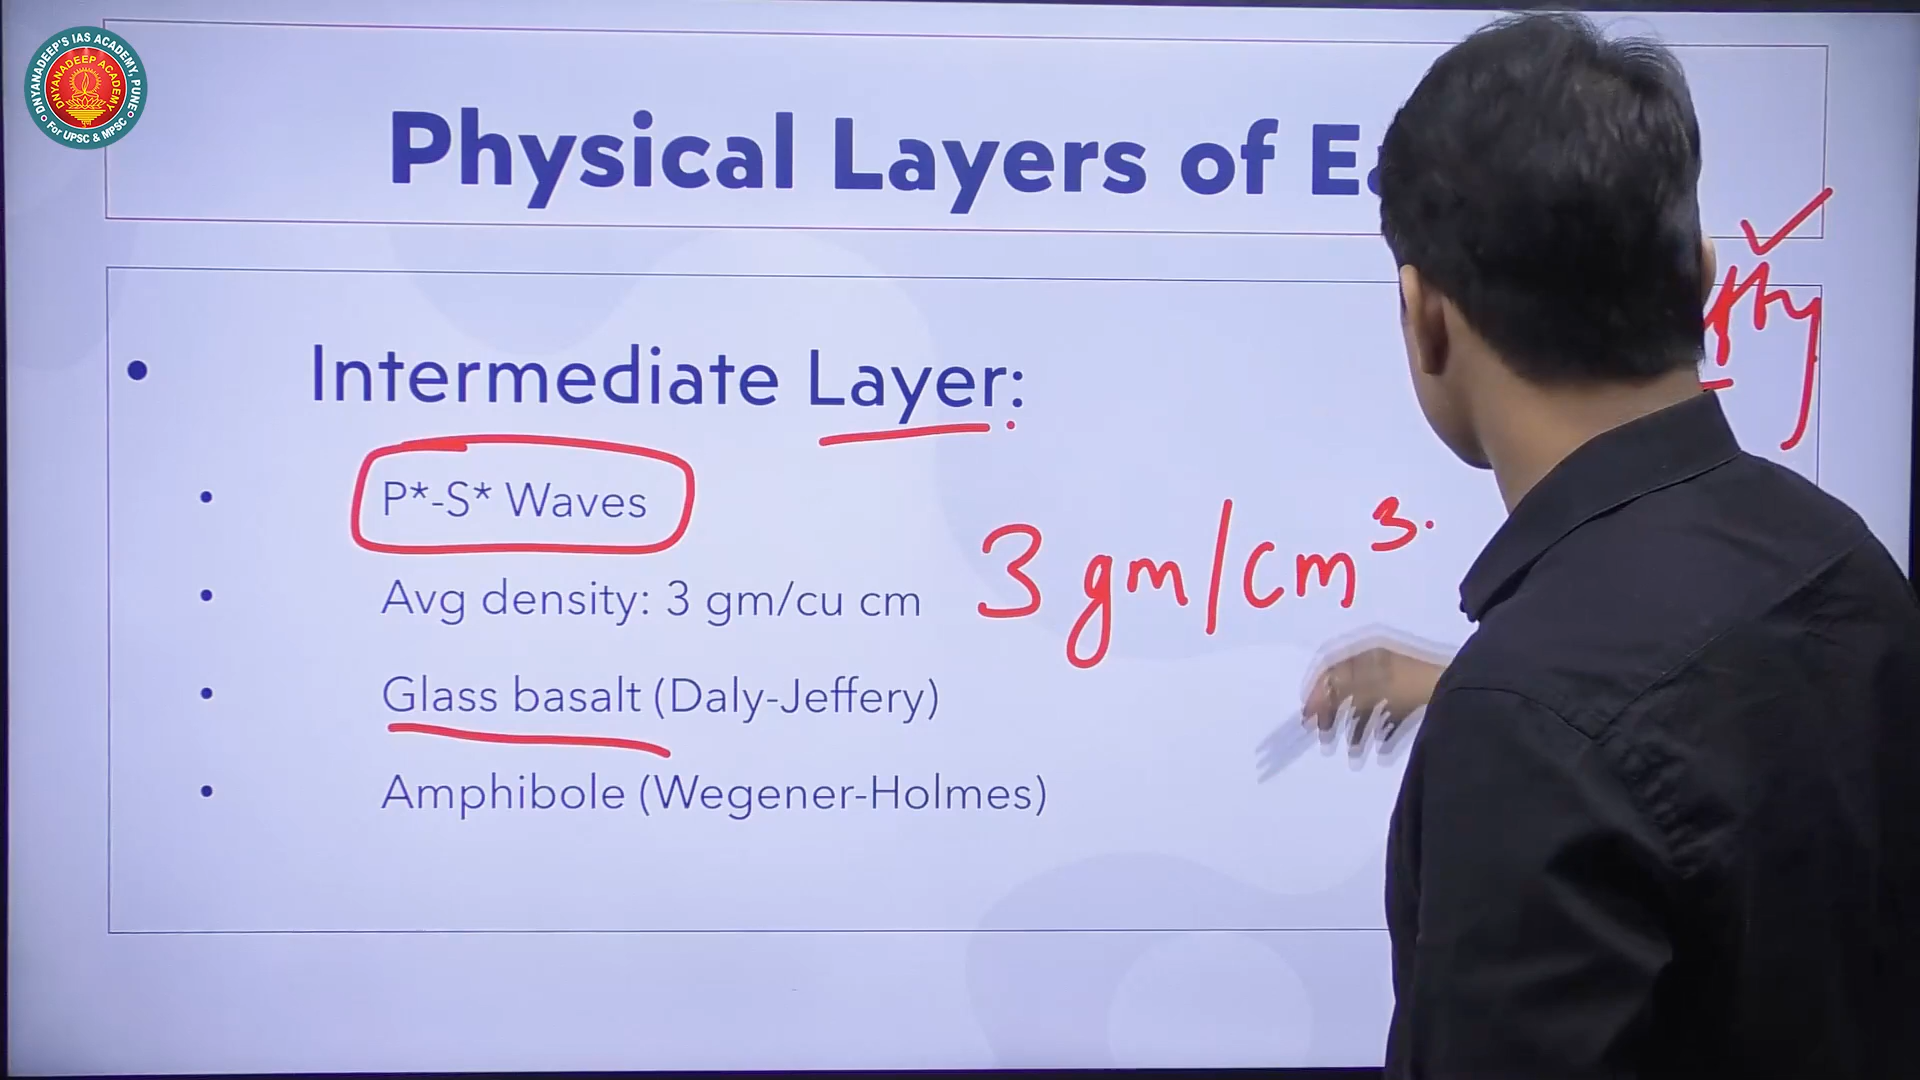 DNYANADEEP'S IAS ACADEMY, PUNE
DNYANADEEP ACADEMY
For UPSC & MPSC
Physical Layers of
• Intermediate Layer:
• P*-S* Waves
• Avg density: 3 gm/cu cm 3 gm/cm³.
• Glass basalt (Daly-Jeffery)
• Amphibole (Wegener-Holmes)